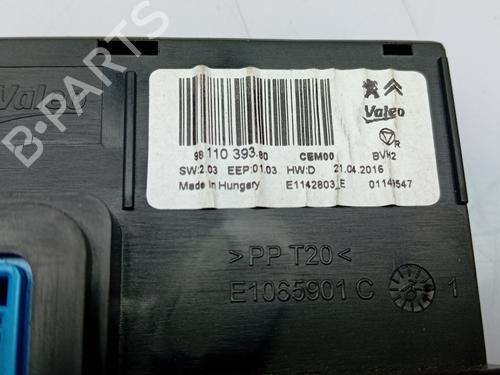 Valeo
B-PARTS
Valeo
98 110 393 80 CEM00
R
BVH2
SW:2.03 EEP:01.03 HW:D 21.04.2016
Made in Hungary E1142803_E
>PP T20<
E1065901 C 1